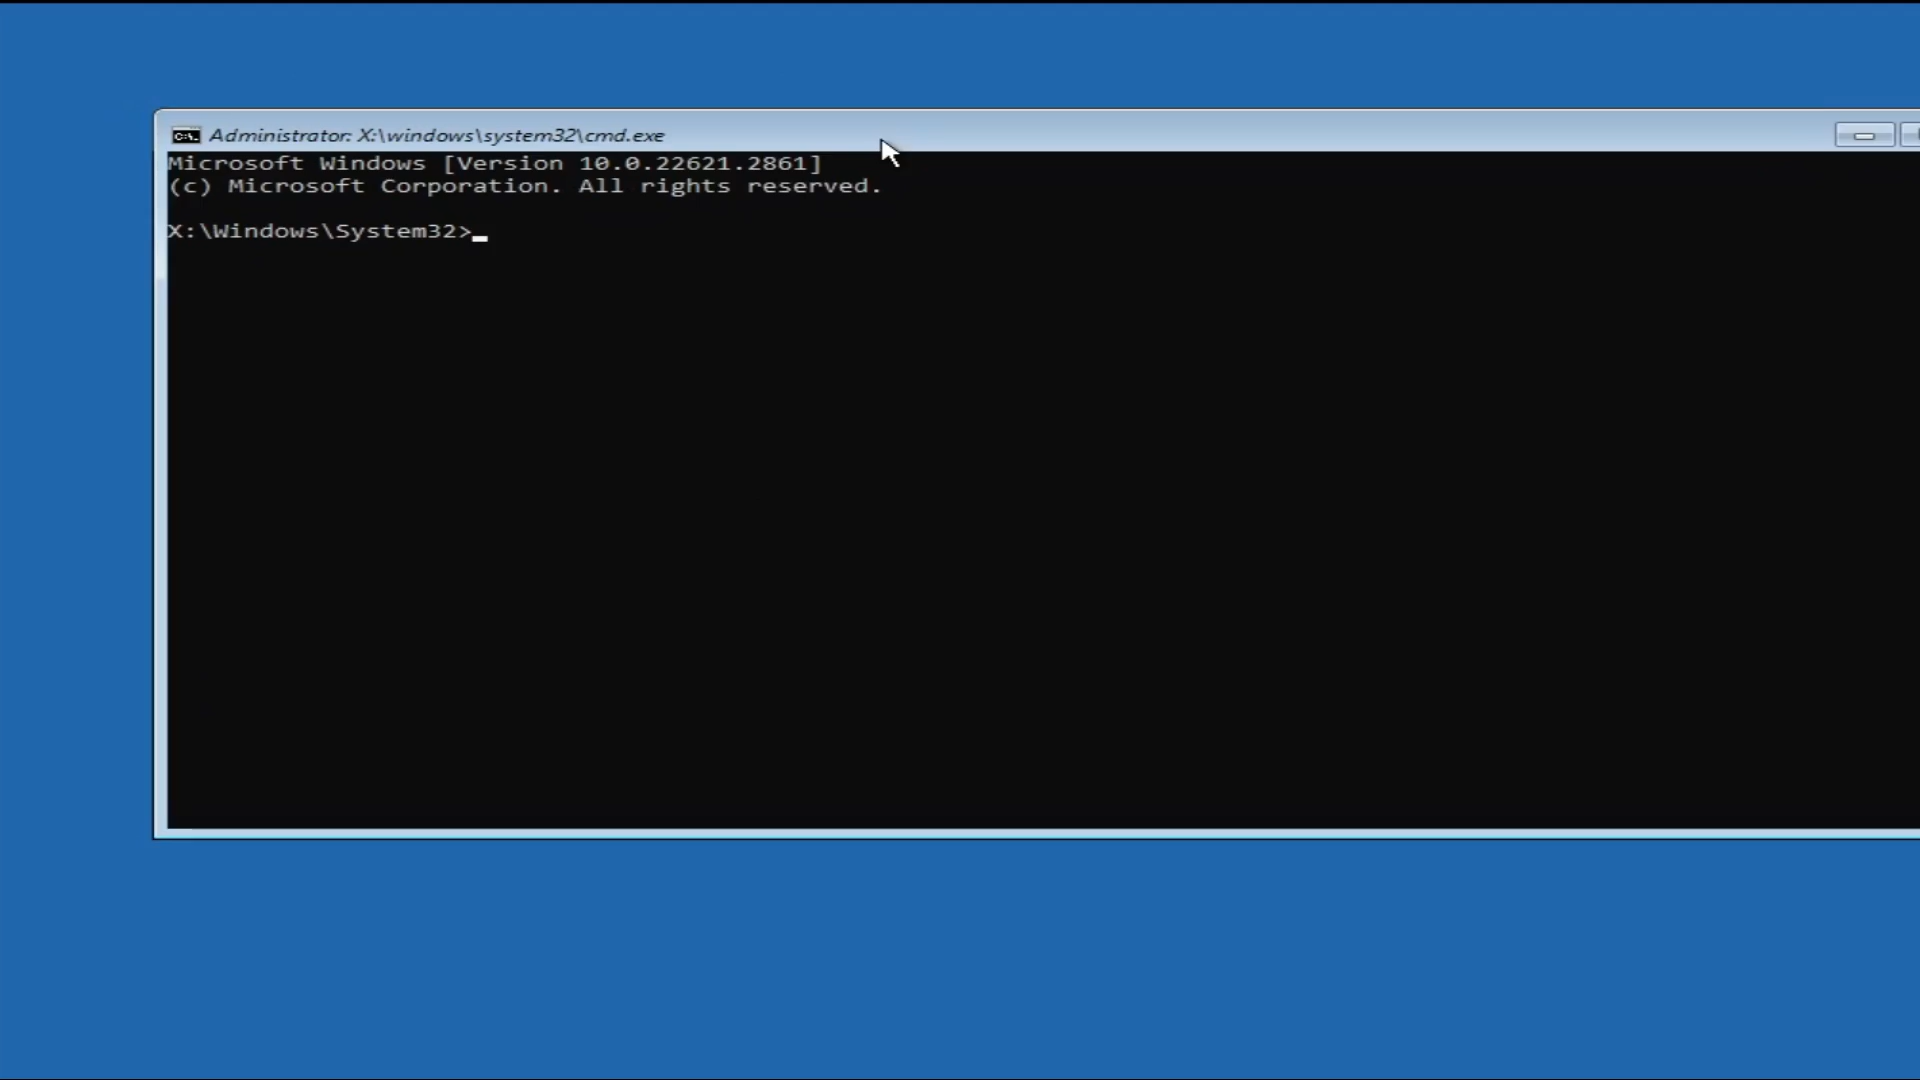 Administrator: X:\windows\system32\cmd.exe
Microsoft Windows [Version 10.0.22621.2861]
(c) Microsoft Corporation. All rights reserved.
X:\Windows\System32>